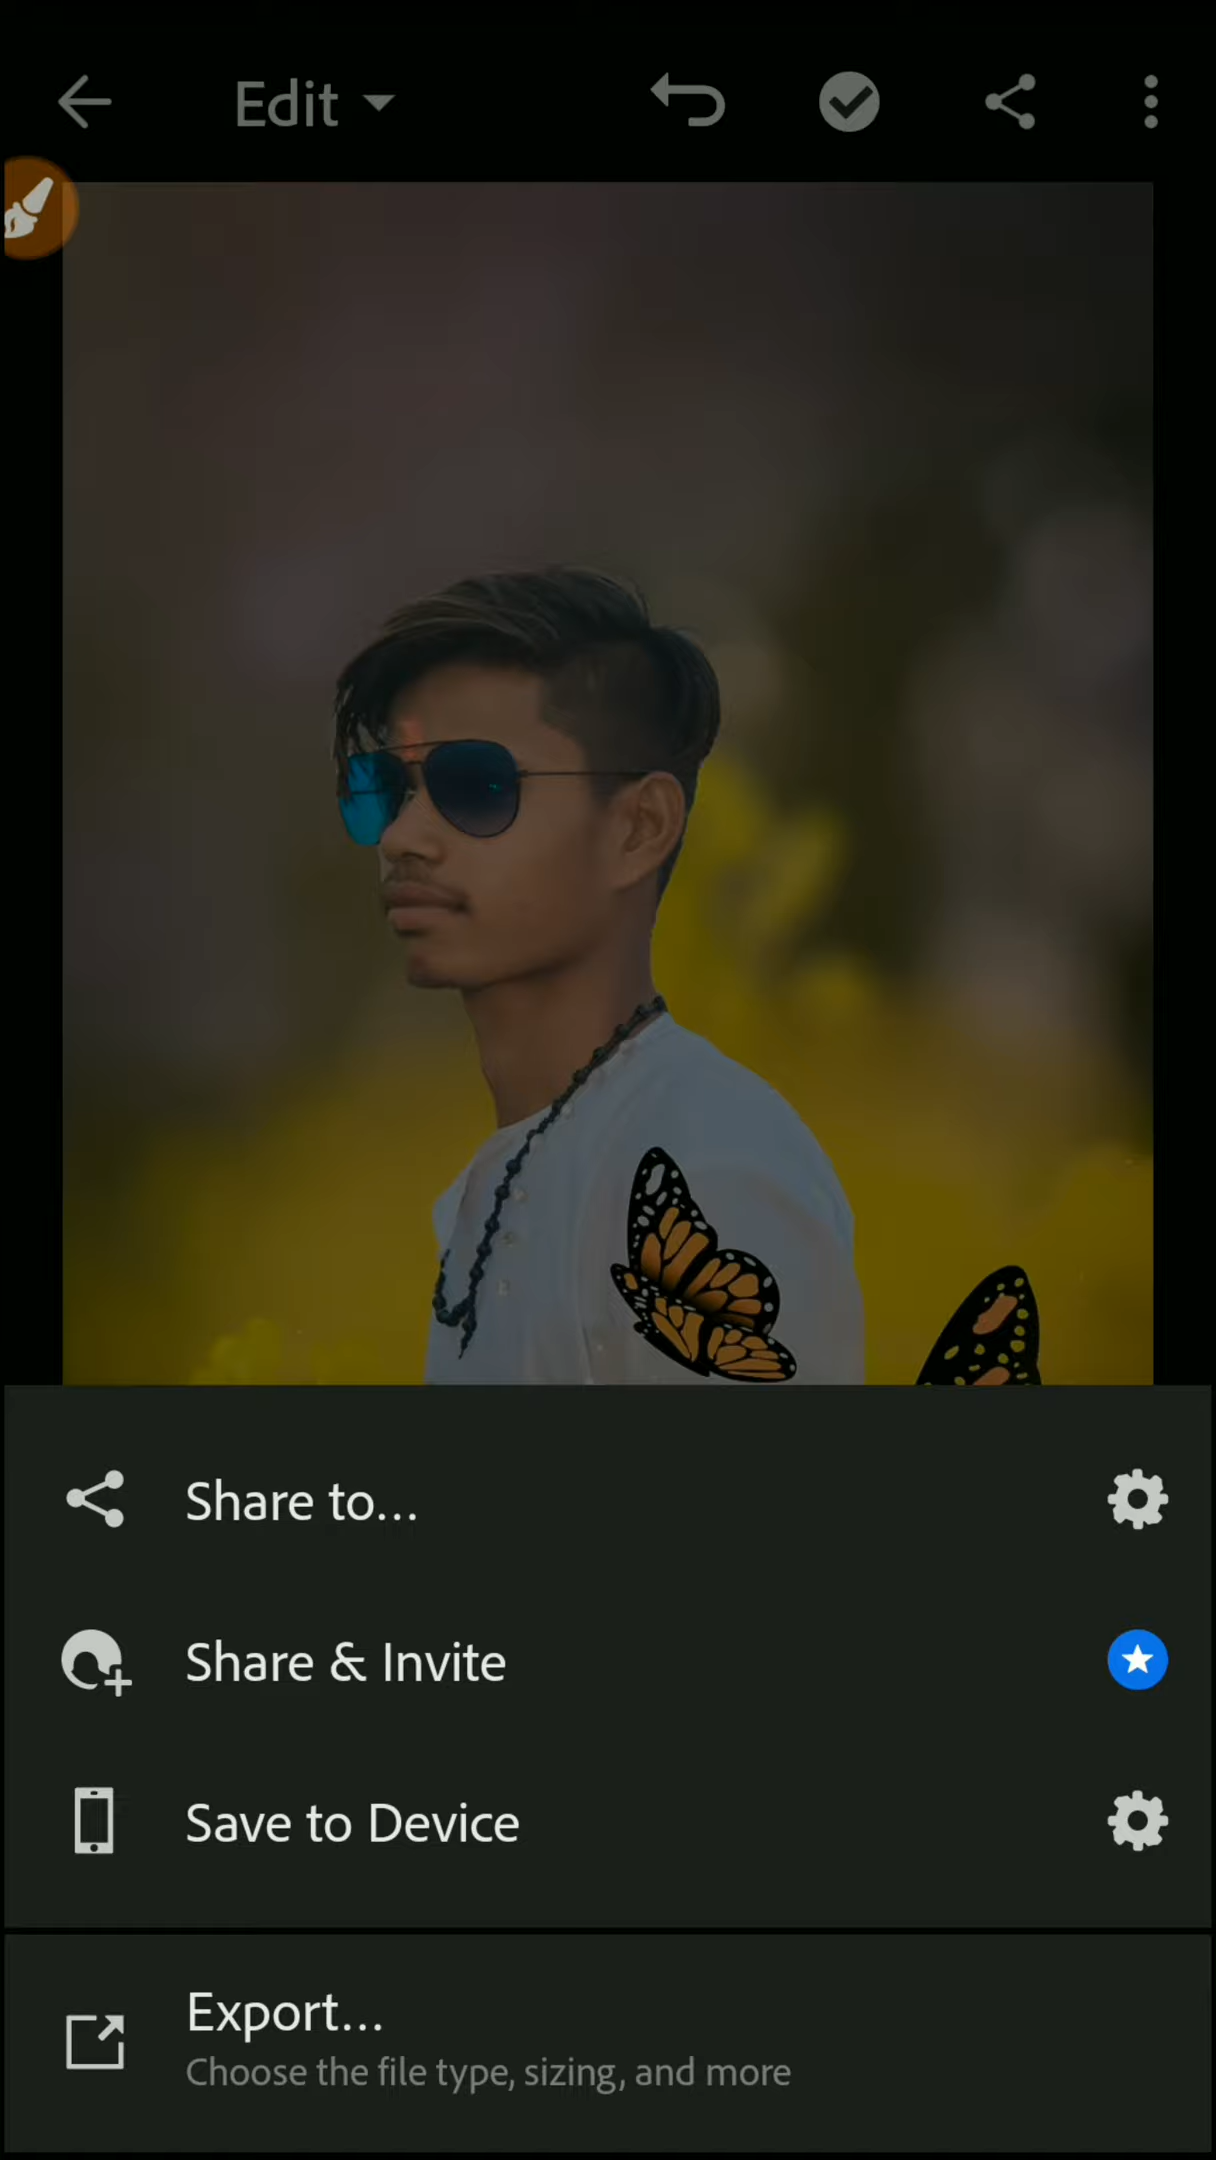 Edit
Share to...
Share & Invite
Save to Device
Export...
Choose the file type, sizing, and more